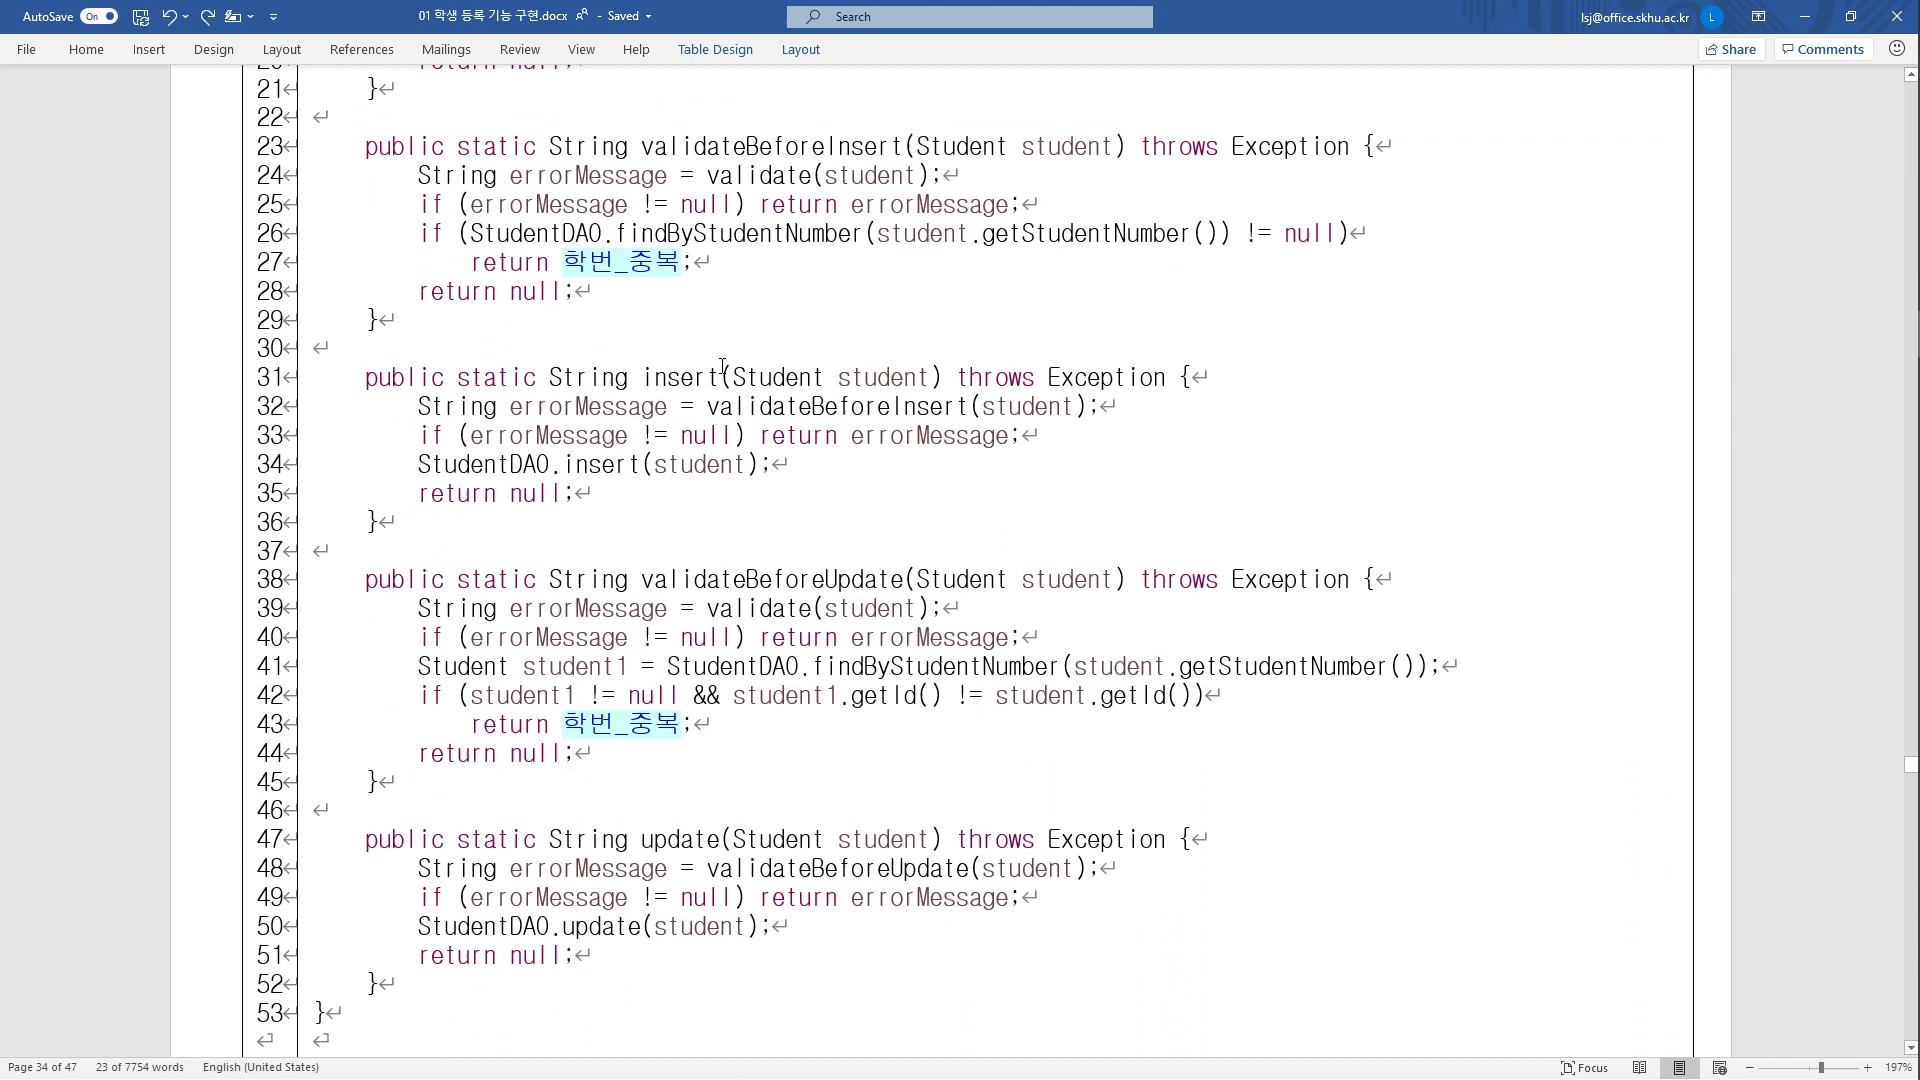 AutoSave On 01 학생 등록 기능 구현.docx - Saved Search lsj@office.skhu.ac.kr L
File Home Insert Design Layout References Mailings Review View Help Table Design Layout Share Comments
20 return null;
21 }
22
23 public static String validateBeforeInsert(Student student) throws Exception {
24 String errorMessage = validate(student);
25 if (errorMessage != null) return errorMessage;
26 if (StudentDAO.findByStudentNumber(student.getStudentNumber()) != null)
27 return 학번_중복;
28 return null;
29 }
30
31 public static String insert(Student student) throws Exception {
32 String errorMessage = validateBeforeInsert(student);
33 if (errorMessage != null) return errorMessage;
34 StudentDAO.insert(student);
35 return null;
36 }
37
38 public static String validateBeforeUpdate(Student student) throws Exception {
39 String errorMessage = validate(student);
40 if (errorMessage != null) return errorMessage;
41 Student student1 = StudentDAO.findByStudentNumber(student.getStudentNumber());
42 if (student1 != null && student1.getId() != student.getId())
43 return 학번_중복;
44 return null;
45 }
46
47 public static String update(Student student) throws Exception {
48 String errorMessage = validateBeforeUpdate(student);
49 if (errorMessage != null) return errorMessage;
50 StudentDAO.update(student);
51 return null;
52 }
53 }
Page 34 of 47 23 of 7754 words English (United States) Focus 197%